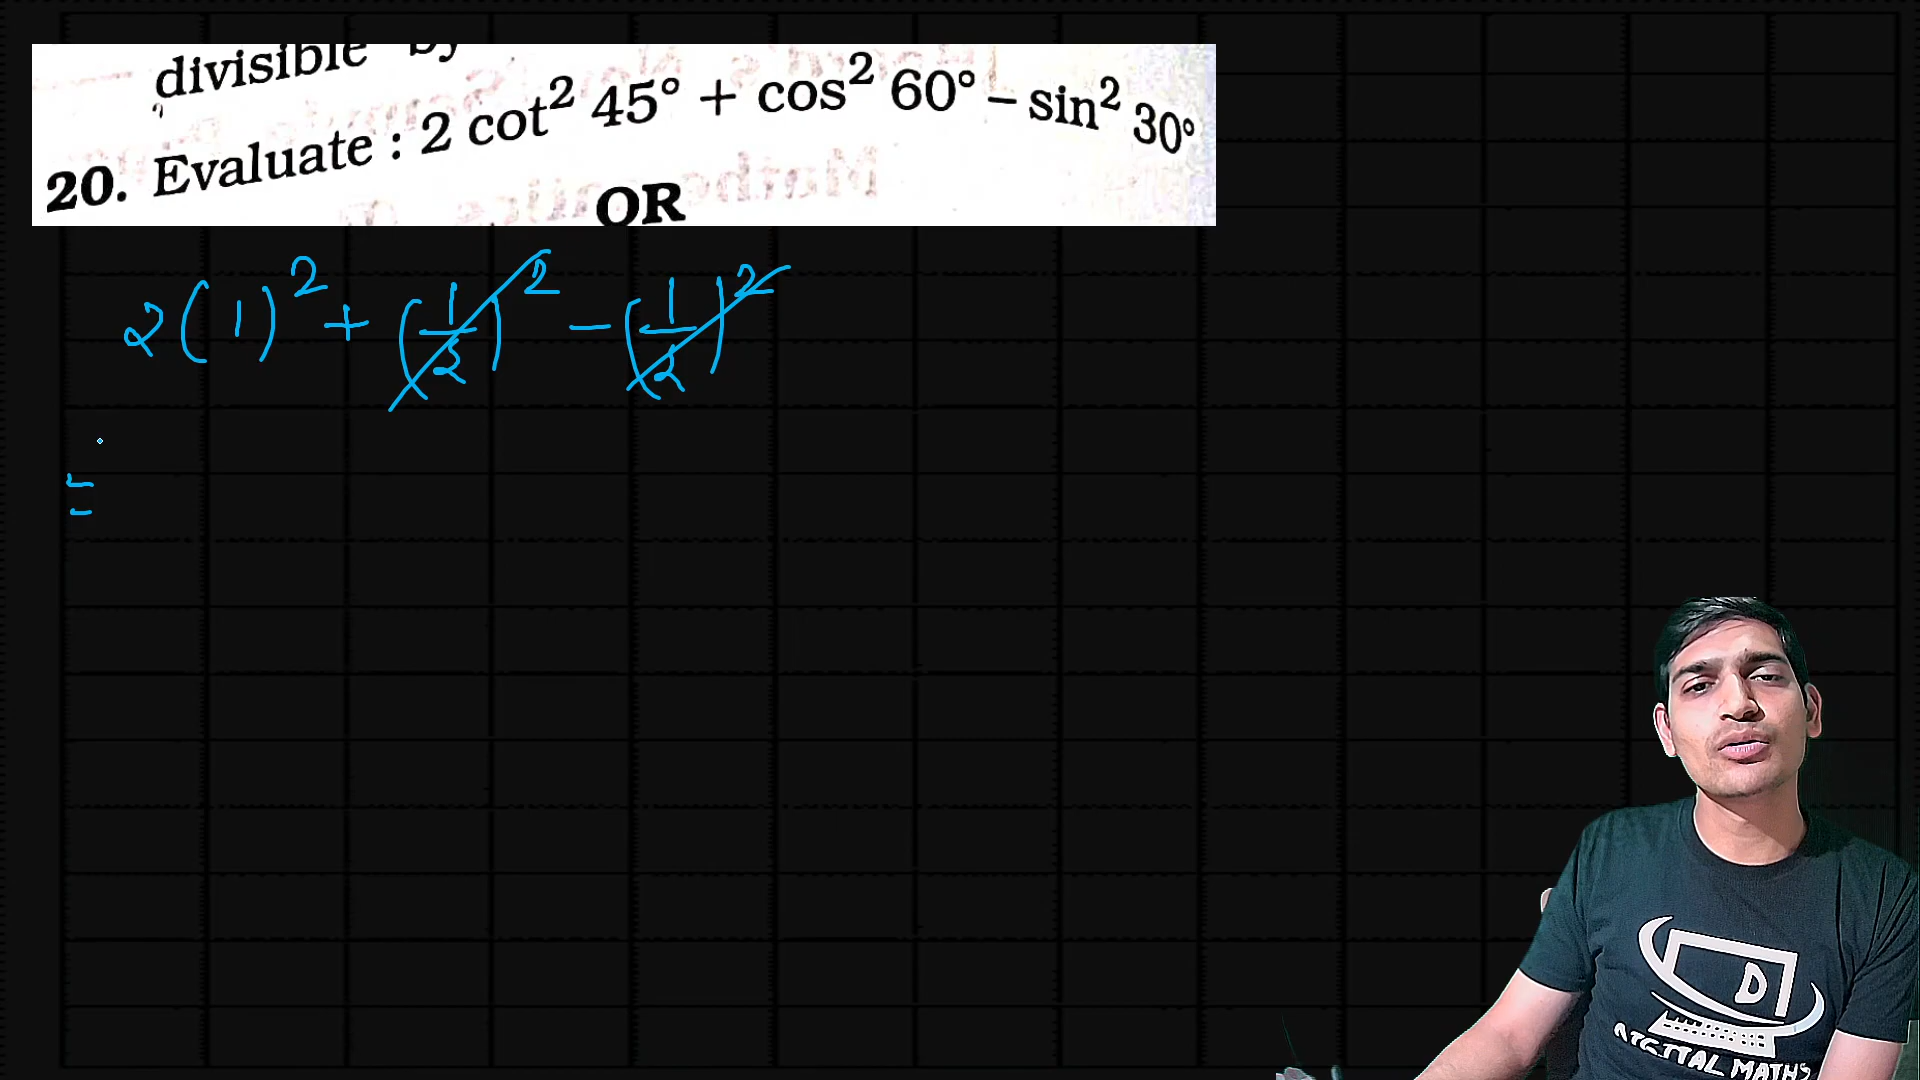 divisible by
20. Evaluate : 2 cot² 45° + cos² 60° – sin² 30°
OR
2(1)² + (1/2)² – (1/2)²
=
D
DIGITAL MATHS